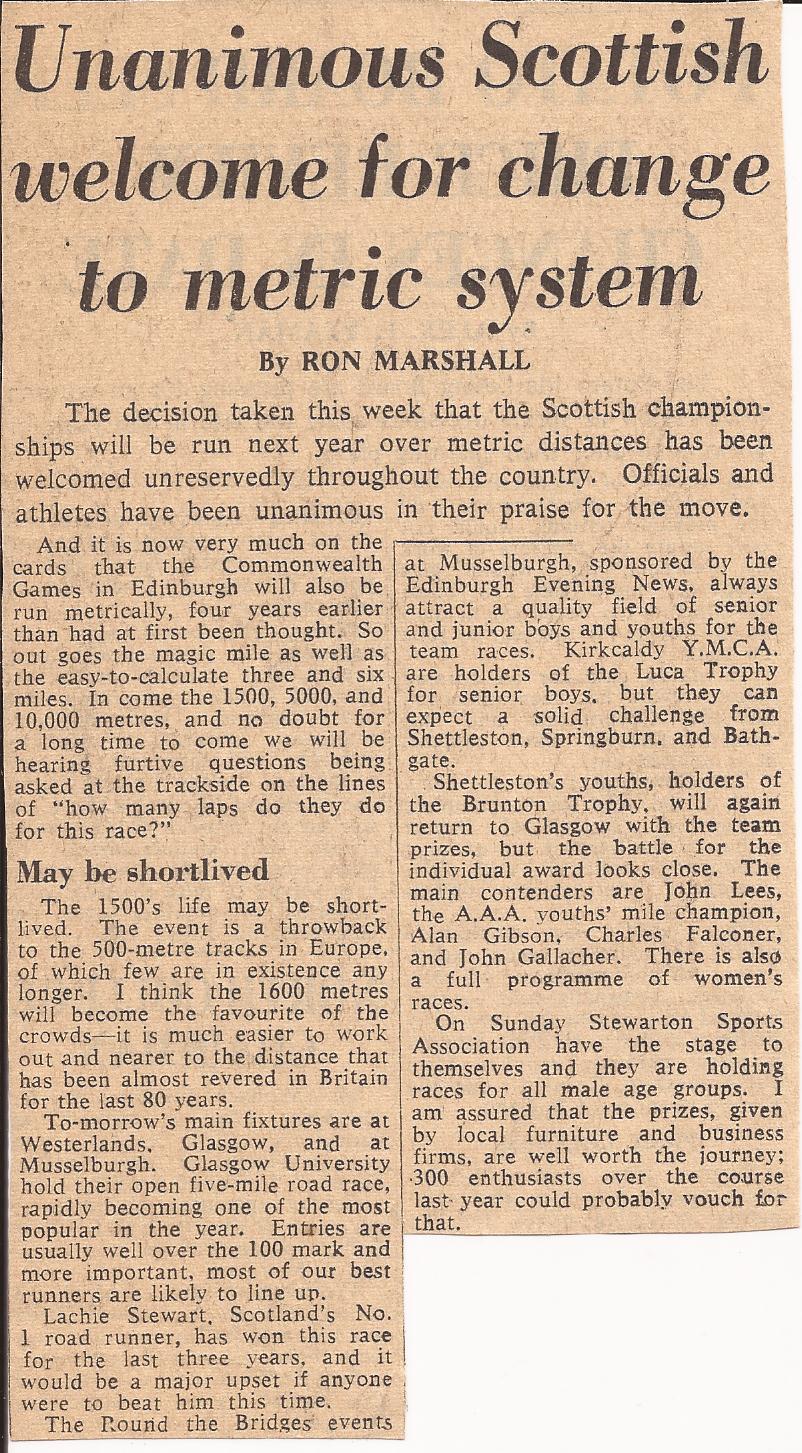 Unanimous Scottish
welcome for change
to metric system
By RON MARSHALL
The decision taken this week that the Scottish champion-
ships will be run next year over metric distances has been
welcomed unreservedly throughout the country. Officials and
athletes have been unanimous in their praise for the move.
And it is now very much on the
cards that the Commonwealth
Games in Edinburgh will also be
run metrically, four years earlier
than had at first been thought. So
out goes the magic mile as well as
the easy-to-calculate three and six
miles. In come the 1500, 5000, and
10,000 metres, and no doubt for
a long time to come we will be
hearing furtive questions being
asked at the trackside on the lines
of "how many laps do they do
for this race?"
May be shortlived
The 1500's life may be short-
lived. The event is a throwback
to the 500-metre tracks in Europe,
of which few are in existence any
longer. I think the 1600 metres
will become the favourite of the
crowds—it is much easier to work
out and nearer to the distance that
has been almost revered in Britain
for the last 80 years.
To-morrow's main fixtures are at
Westerlands, Glasgow, and at
Musselburgh. Glasgow University
hold their open five-mile road race,
rapidly becoming one of the most
popular in the year. Entries are
usually well over the 100 mark and
more important, most of our best
runners are likely to line up.
Lachie Stewart, Scotland's No.
1 road runner, has won this race
for the last three years, and it
would be a major upset if anyone
were to beat him this time.
The Round the Bridges events
at Musselburgh, sponsored by the
Edinburgh Evening News, always
attract a quality field of senior
and junior boys and youths for the
team races. Kirkcaldy Y.M.C.A.
are holders of the Luca Trophy
for senior boys, but they can
expect a solid challenge from
Shettleston, Springburn, and Bath-
gate.
Shettleston's youths, holders of
the Brunton Trophy, will again
return to Glasgow with the team
prizes, but the battle for the
individual award looks close. The
main contenders are John Lees,
the A.A.A. youths' mile champion,
Alan Gibson, Charles Falconer,
and John Gallacher. There is also
a full programme of women's
races.
On Sunday Stewarton Sports
Association have the stage to
themselves and they are holding
races for all male age groups. I
am assured that the prizes, given
by local furniture and business
firms, are well worth the journey;
300 enthusiasts over the course
last year could probably vouch for
that.